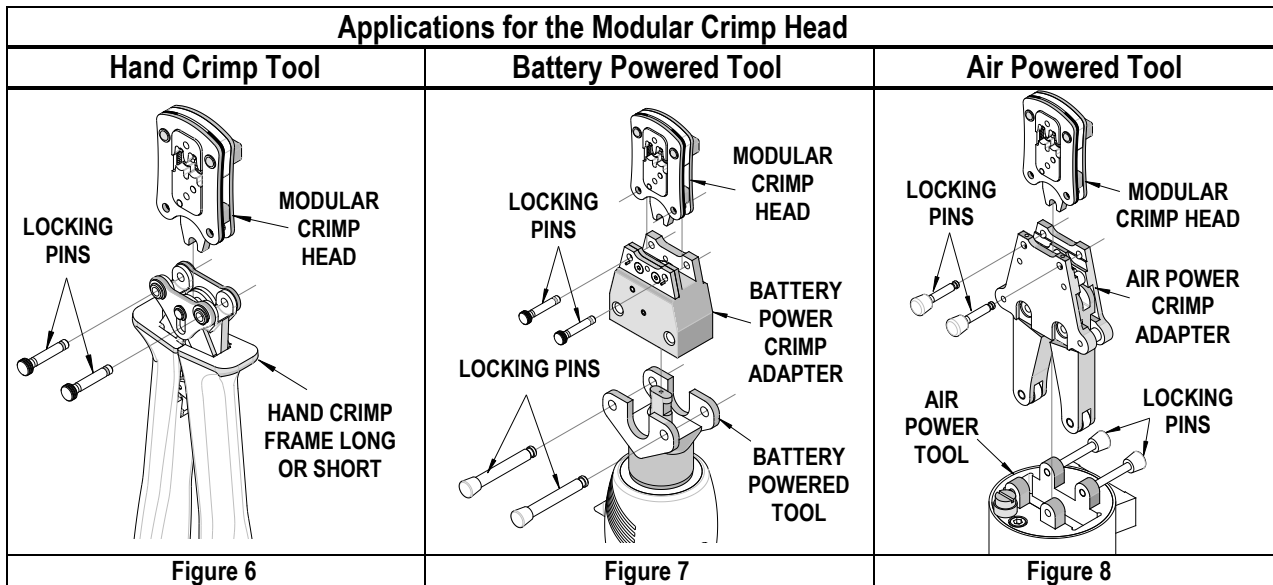 Applications for the Modular Crimp Head
Hand Crimp Tool
Battery Powered Tool
Air Powered Tool
LOCKING
PINS
MODULAR
CRIMP
HEAD
HAND CRIMP
FRAME LONG
OR SHORT
MODULAR
CRIMP
HEAD
LOCKING
PINS
BATTERY
POWER
CRIMP
ADAPTER
LOCKING PINS
BATTERY
POWERED
TOOL
LOCKING
PINS
MODULAR
CRIMP HEAD
AIR POWER
CRIMP
ADAPTER
AIR
POWER
TOOL
LOCKING
PINS
Figure 6
Figure 7
Figure 8